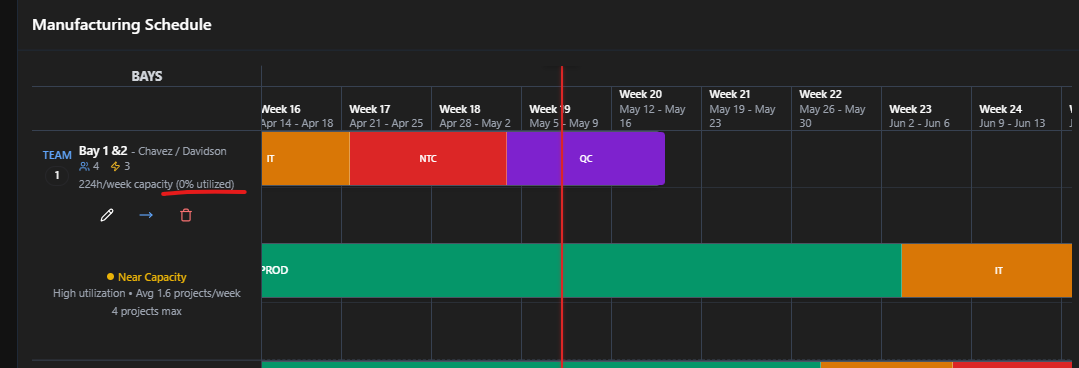 Manufacturing Schedule
BAYS
Week 16
Apr 14 - Apr 18
Week 17
Apr 21 - Apr 25
Week 18
Apr 28 - May 2
Week 19
May 5 - May 9
Week 20
May 12 - May
16
Week 21
May 19 - May
23
Week 22
May 26 - May
30
Week 23
Jun 2 - Jun 6
Week 24
Jun 9 - Jun 13
TEAM
1
Bay 1 &2 - Chavez / Davidson
4 3
224h/week capacity (0% utilized)
IT
NTC
QC
Near Capacity
High utilization • Avg 1.6 projects/week
4 projects max
PROD
IT